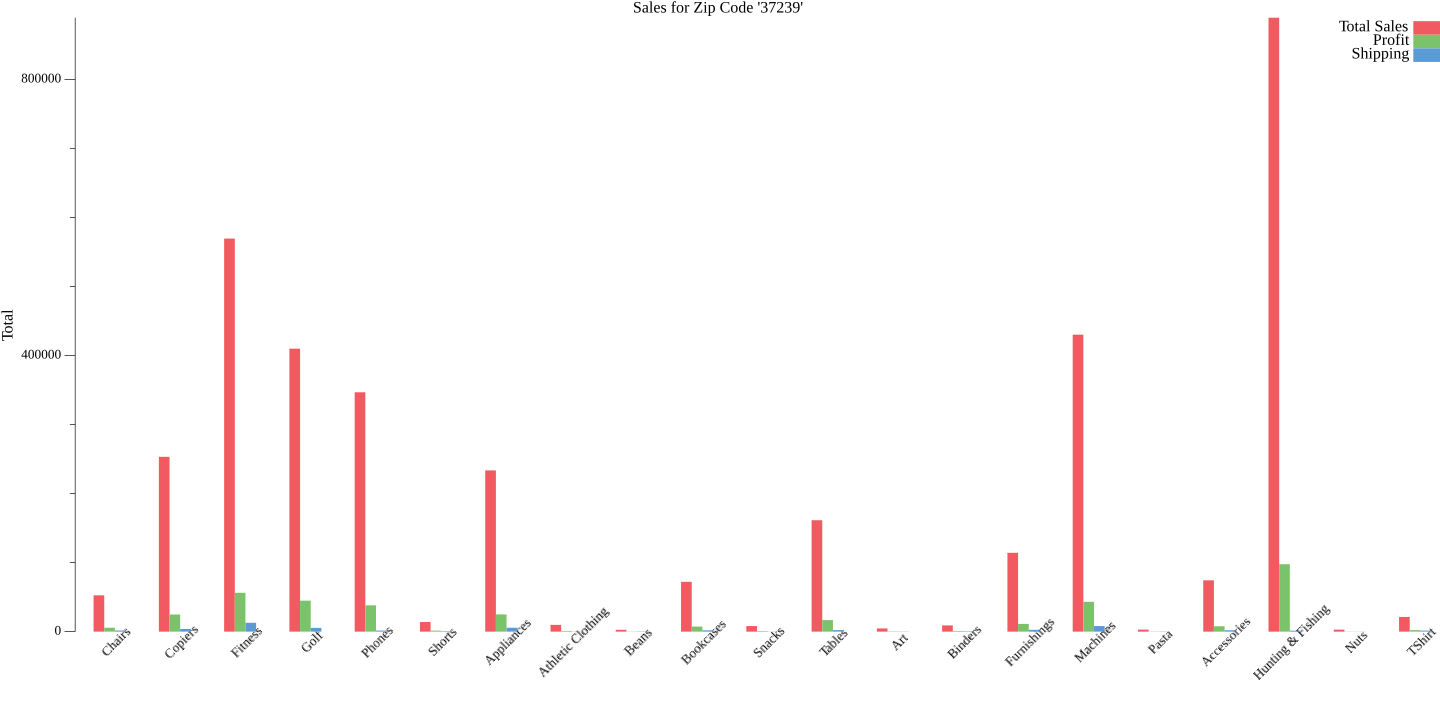 Sales for Zip Code '37239'
Total Sales
Profit
Shipping
800000
400000
0
Total
Chairs
Copiers
Fitness
Golf
Phones
Shorts
Appliances
Athletic Clothing
Beans
Bookcases
Snacks
Tables
Art
Binders
Furnishings
Machines
Pasta
Accessories
Hunting & Fishing
Nuts
TShirt